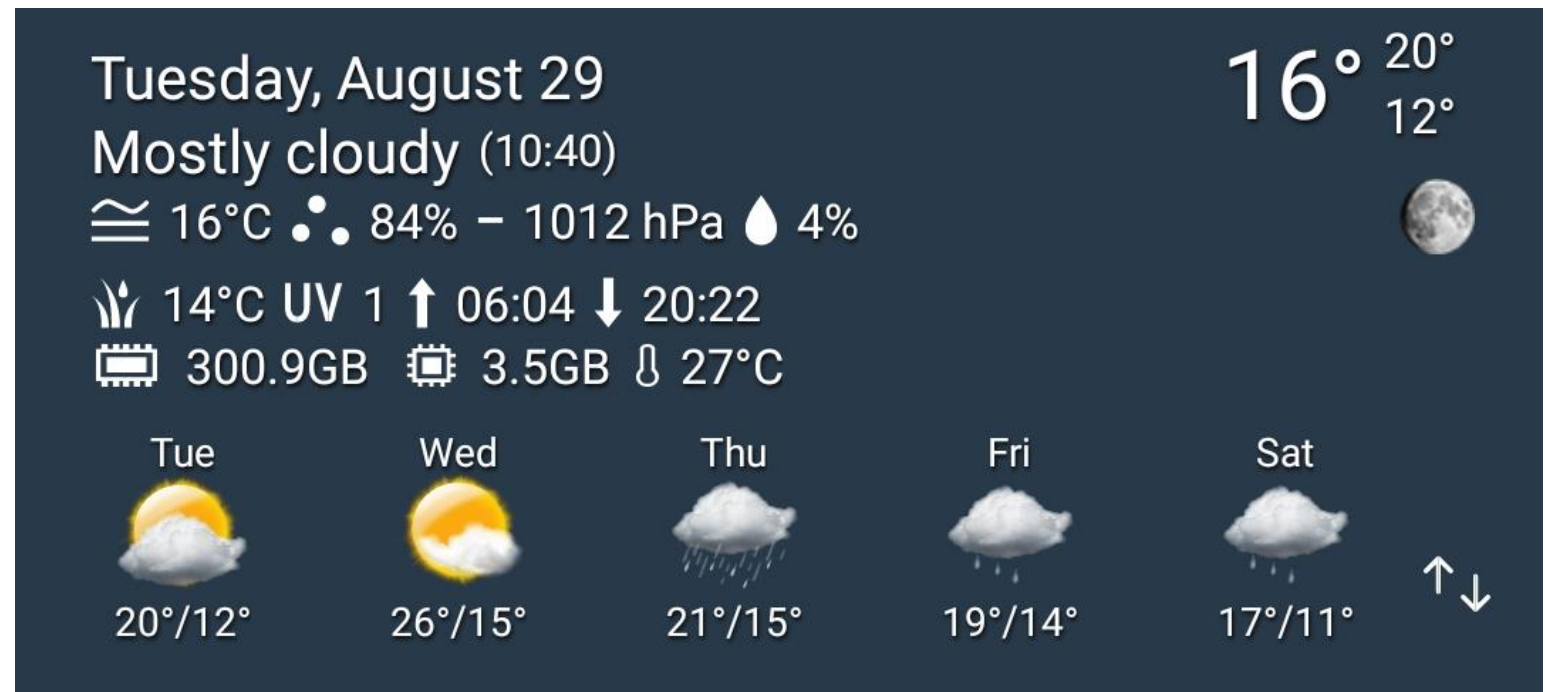 Tuesday, August 29
16° 20°
12°
Mostly cloudy (10:40)
16°C 84% – 1012 hPa 4%
14°C UV 1 06:04 20:22
300.9GB 3.5GB 27°C
Tue Wed Thu Fri Sat
20°/12° 26°/15° 21°/15° 19°/14° 17°/11°